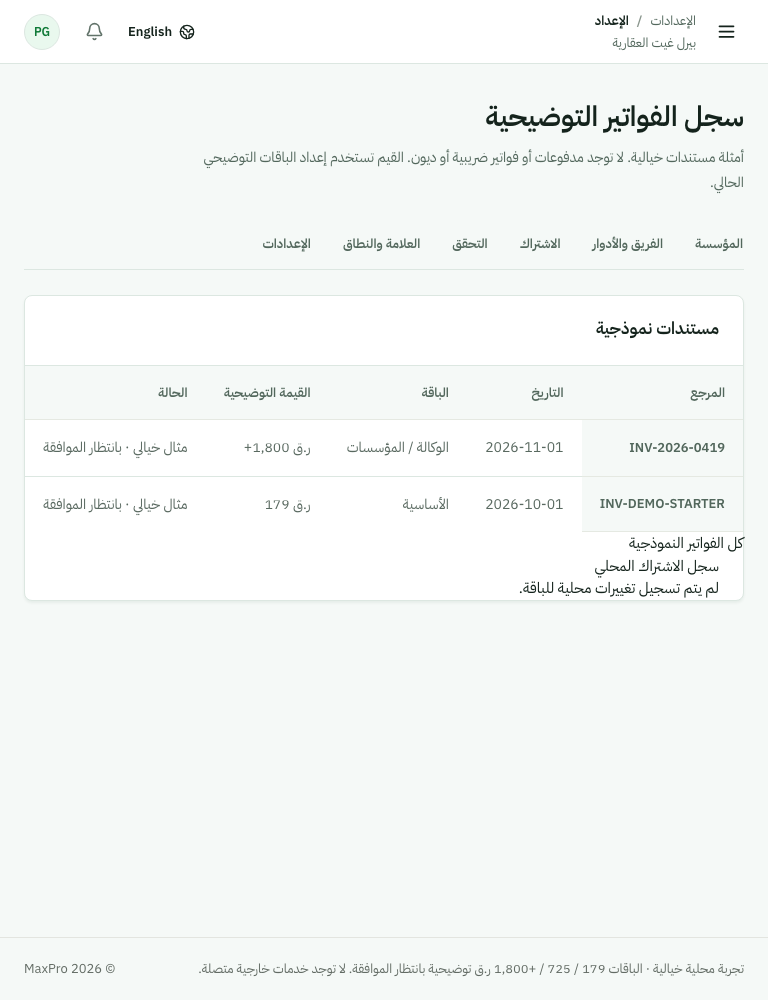 الإعدادات / الإعداد
بيرل غيت العقارية
English
PG
سجل الفواتير التوضيحية
أمثلة مستندات خيالية. لا توجد مدفوعات أو فواتير ضريبية أو ديون. القيم تستخدم إعداد الباقات التوضيحي
الحالي.
المؤسسة الفريق والأدوار الاشتراك التحقق العلامة والنطاق الإعدادات
مستندات نموذجية
المرجع التاريخ الباقة القيمة التوضيحية الحالة
INV-2026-0419 2026-11-01 الوكالة / المؤسسات ر.ق 1,800+ مثال خيالي · بانتظار الموافقة
INV-DEMO-STARTER 2026-10-01 الأساسية ر.ق 179 مثال خيالي · بانتظار الموافقة
كل الفواتير النموذجية
سجل الاشتراك المحلي
لم يتم تسجيل تغييرات محلية للباقة.
تجربة محلية خيالية · الباقات 179 / 725 / 1,800+ ر.ق توضيحية بانتظار الموافقة. لا توجد خدمات خارجية متصلة.
© 2026 MaxPro